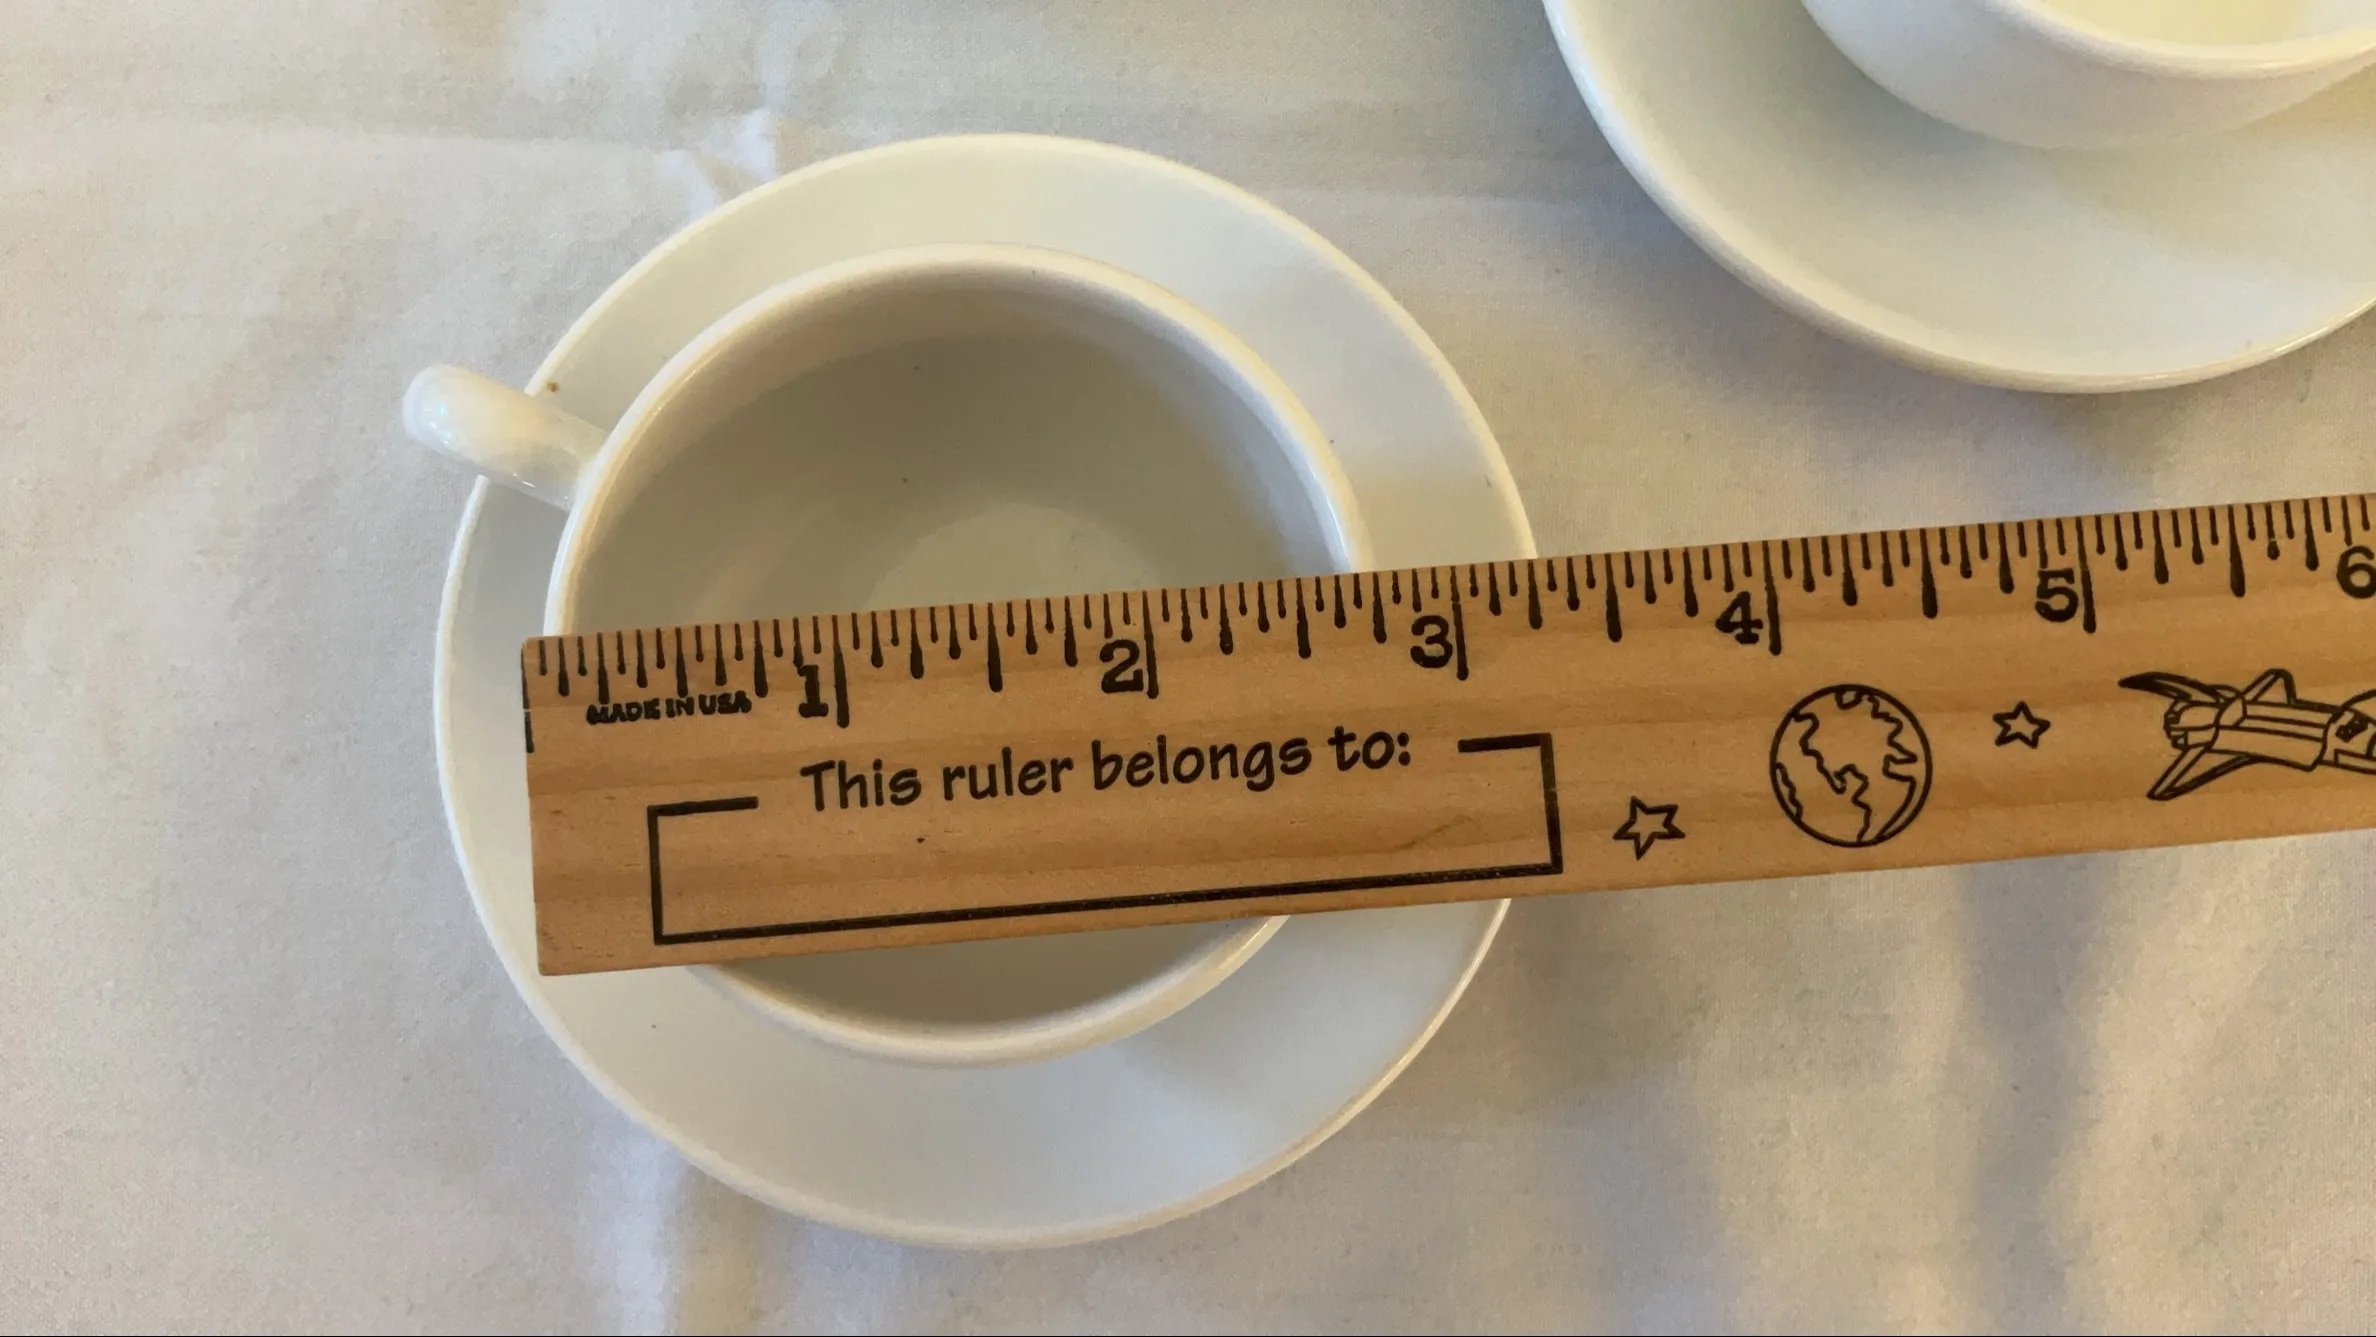 1 2 3 4 5 6
MADE IN USA
This ruler belongs to: